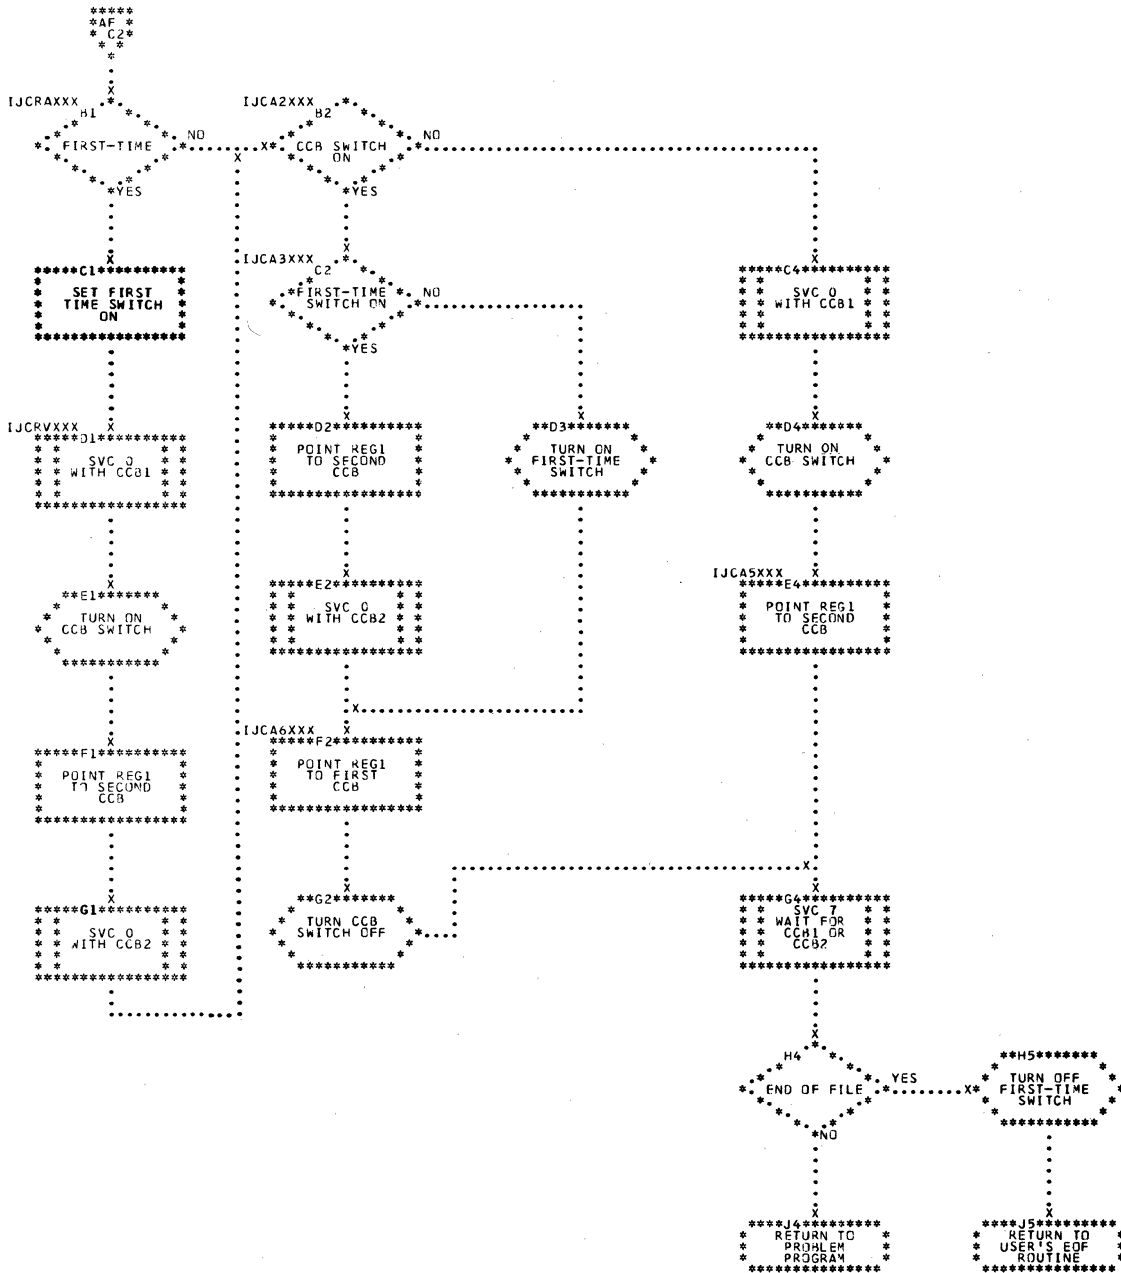 AF
C2
IJCRAXXX
B1
FIRST-TIME
NO
YES
IJCA2XXX
B2
CCB SWITCH
ON
NO
YES
C1
SET FIRST
TIME SWITCH
ON
IJCA3XXX
C2
FIRST-TIME
SWITCH ON
NO
YES
C4
SVC 0
WITH CCB1
IJCRVXXX
D1
SVC 0
WITH CCB1
D2
POINT REG1
TO SECOND
CCB
D3
TURN ON
FIRST-TIME
SWITCH
D4
TURN ON
CCB SWITCH
E1
TURN ON
CCB SWITCH
E2
SVC 0
WITH CCB2
IJCA5XXX
E4
POINT REG1
TO SECOND
CCB
F1
POINT REG1
TO SECOND
CCB
IJCA6XXX
F2
POINT REG1
TO FIRST
CCB
G1
SVC 0
WITH CCB2
G2
TURN CCB
SWITCH OFF
G4
SVC 7
WAIT FOR
CCB1 OR
CCB2
H4
END OF FILE
YES
NO
H5
TURN OFF
FIRST-TIME
SWITCH
J4
RETURN TO
PROBLEM
PROGRAM
J5
RETURN TO
USER'S EOF
ROUTINE